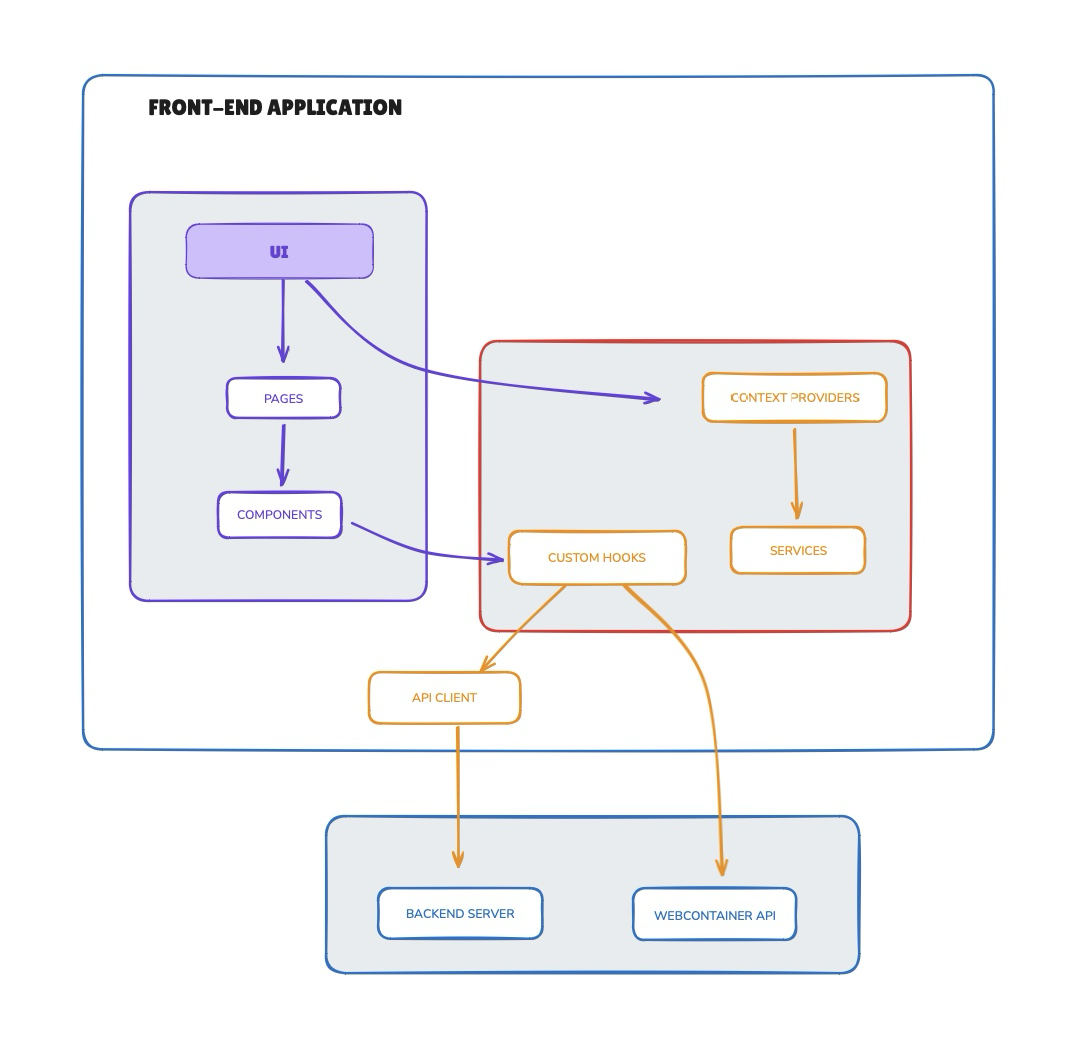 FRONT-END APPLICATION
UI
PAGES
CONTEXT PROVIDERS
COMPONENTS
CUSTOM HOOKS
SERVICES
API CLIENT
BACKEND SERVER
WEBCONTAINER API